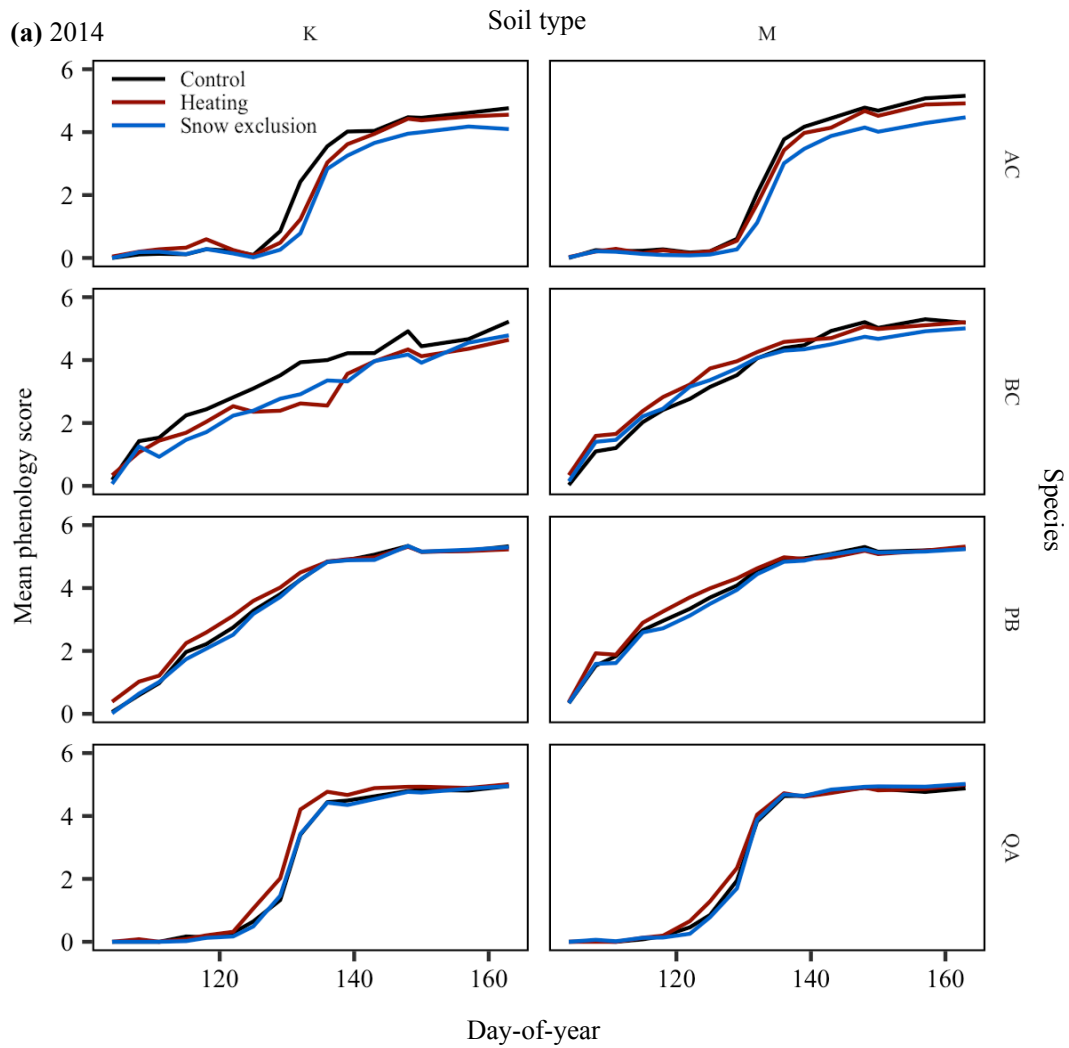 (a) 2014
Soil type
K
M
Control
Heating
Snow exclusion
6
4
2
0
AC
6
4
2
0
BC
6
4
2
0
PB
6
4
2
0
QA
Mean phenology score
Species
120
140
160
120
140
160
Day-of-year